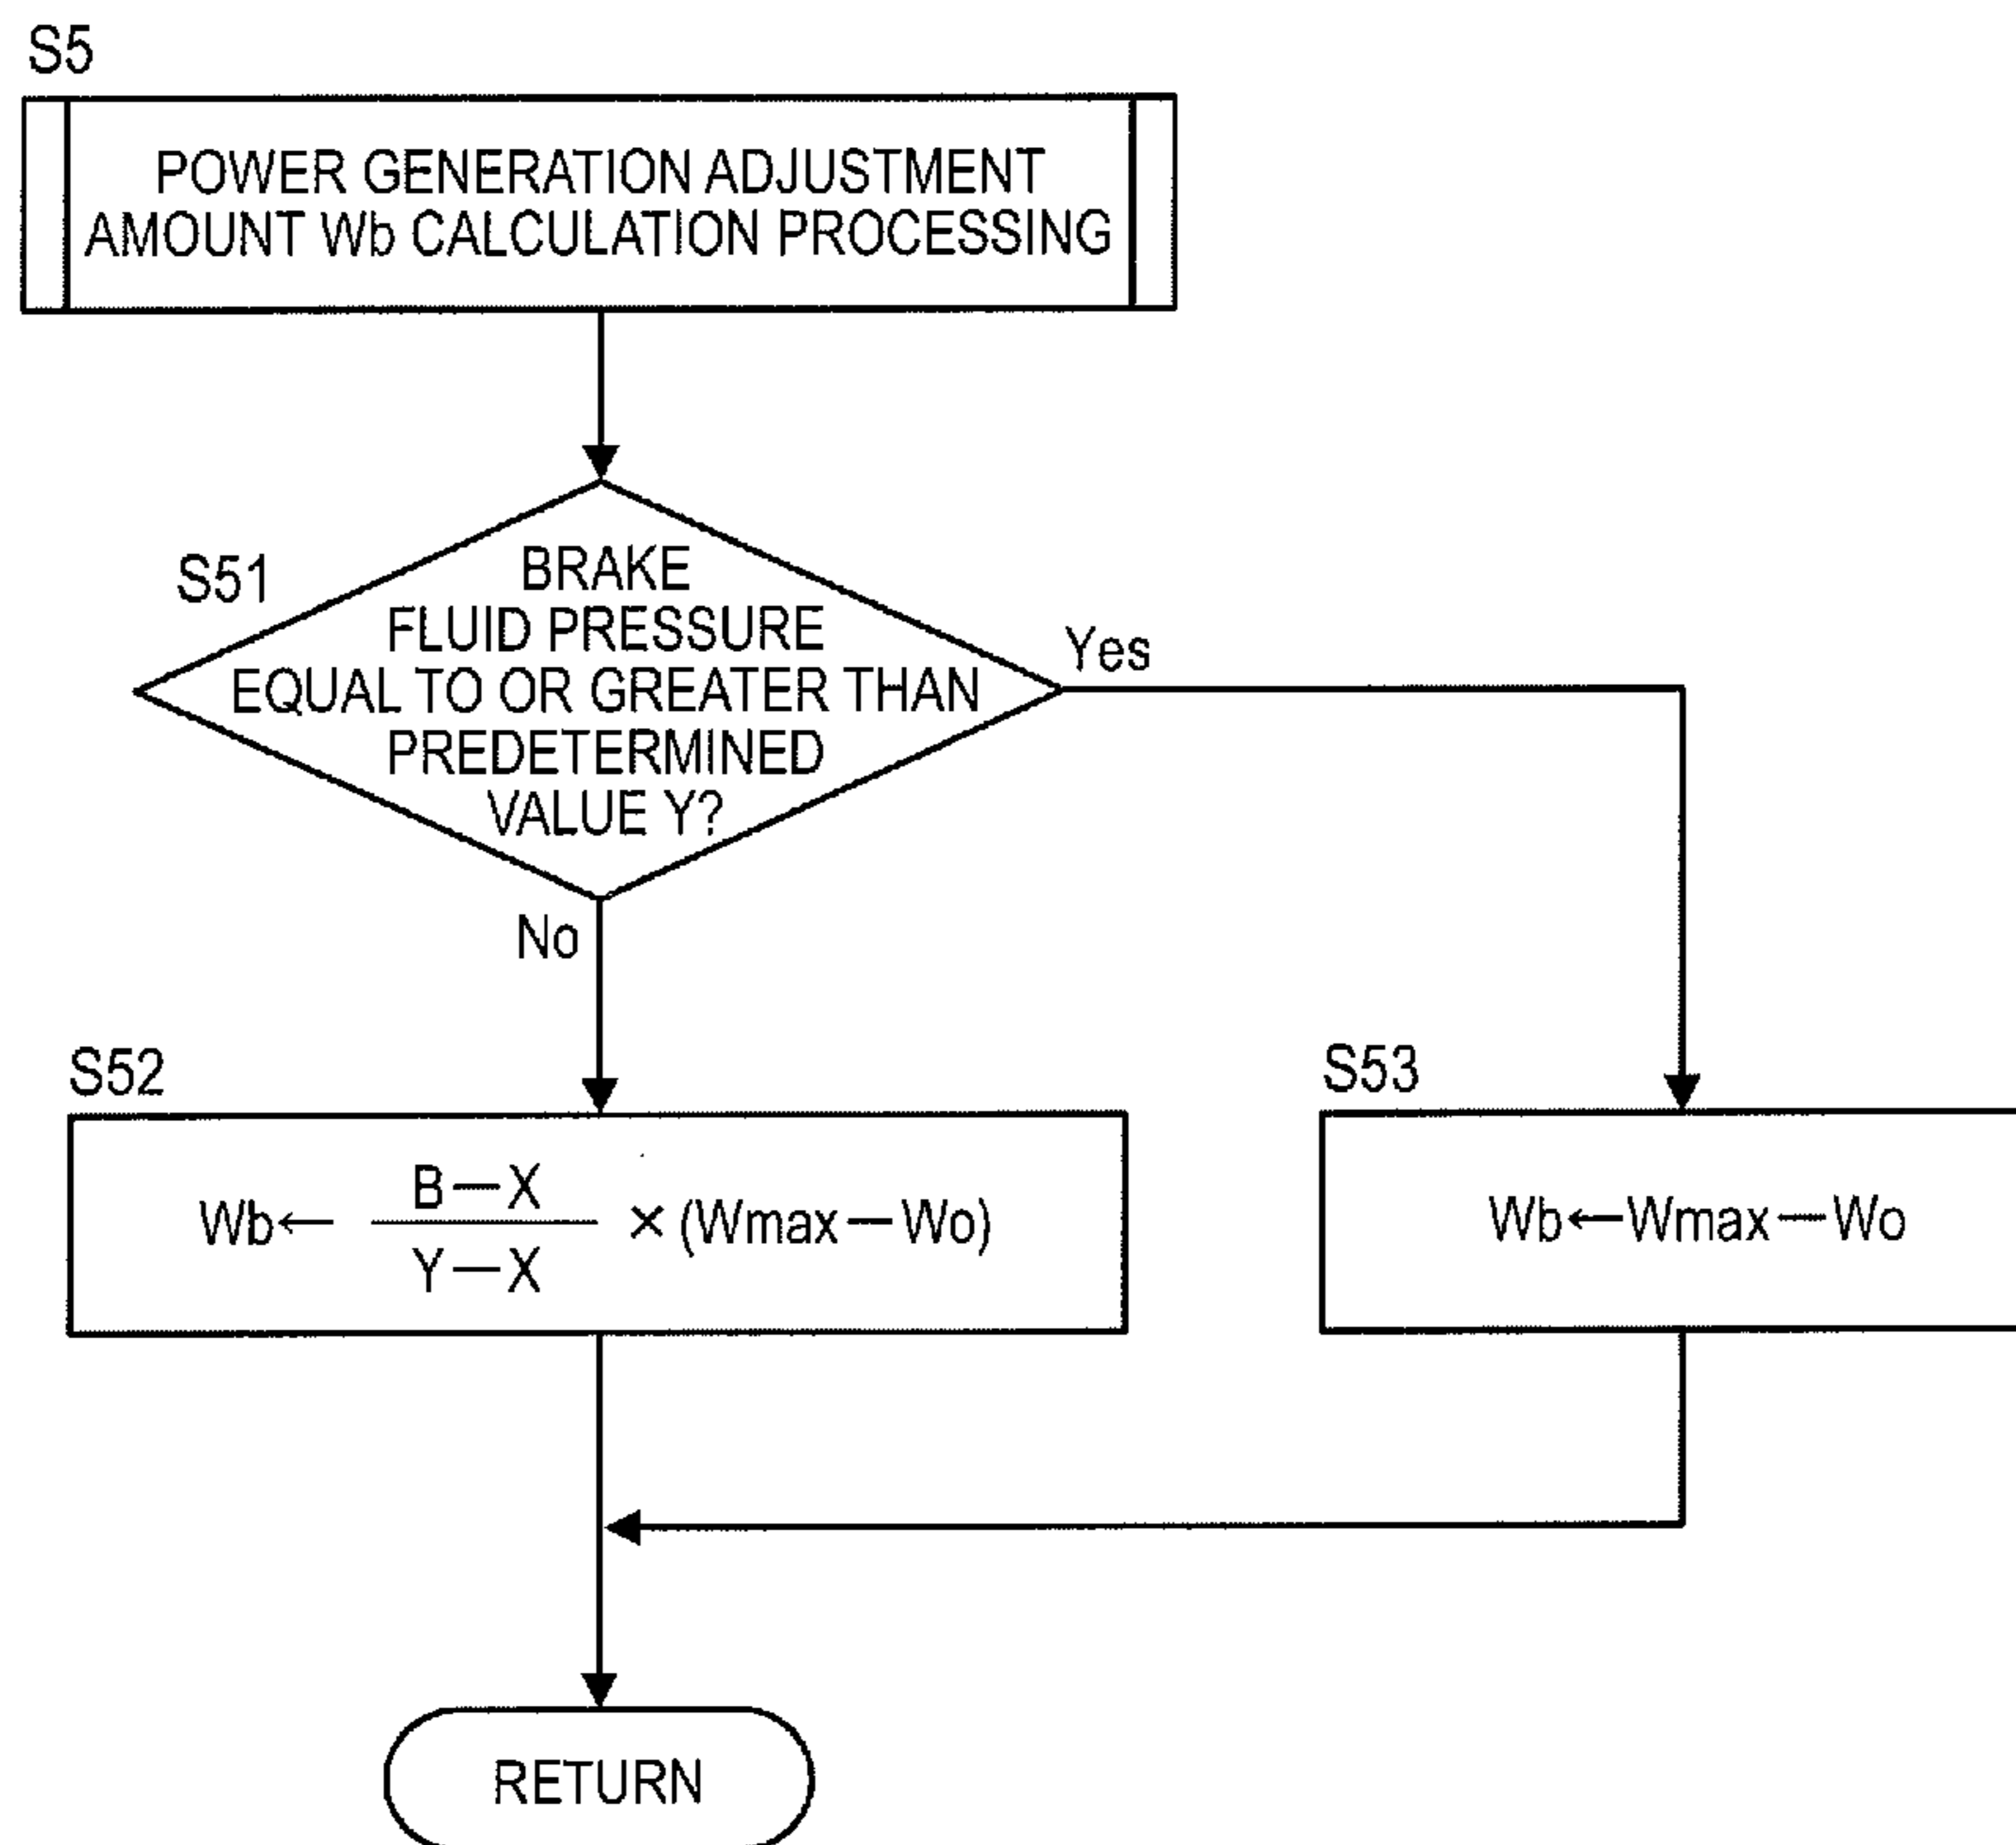 S5
POWER GENERATION ADJUSTMENT
AMOUNT Wb CALCULATION PROCESSING
S51
BRAKE
FLUID PRESSURE
EQUAL TO OR GREATER THAN
PREDETERMINED
VALUE Y?
Yes
No
S52
Wb← B—X / Y—X ×(Wmax—Wo)
S53
Wb←Wmax—Wo
RETURN